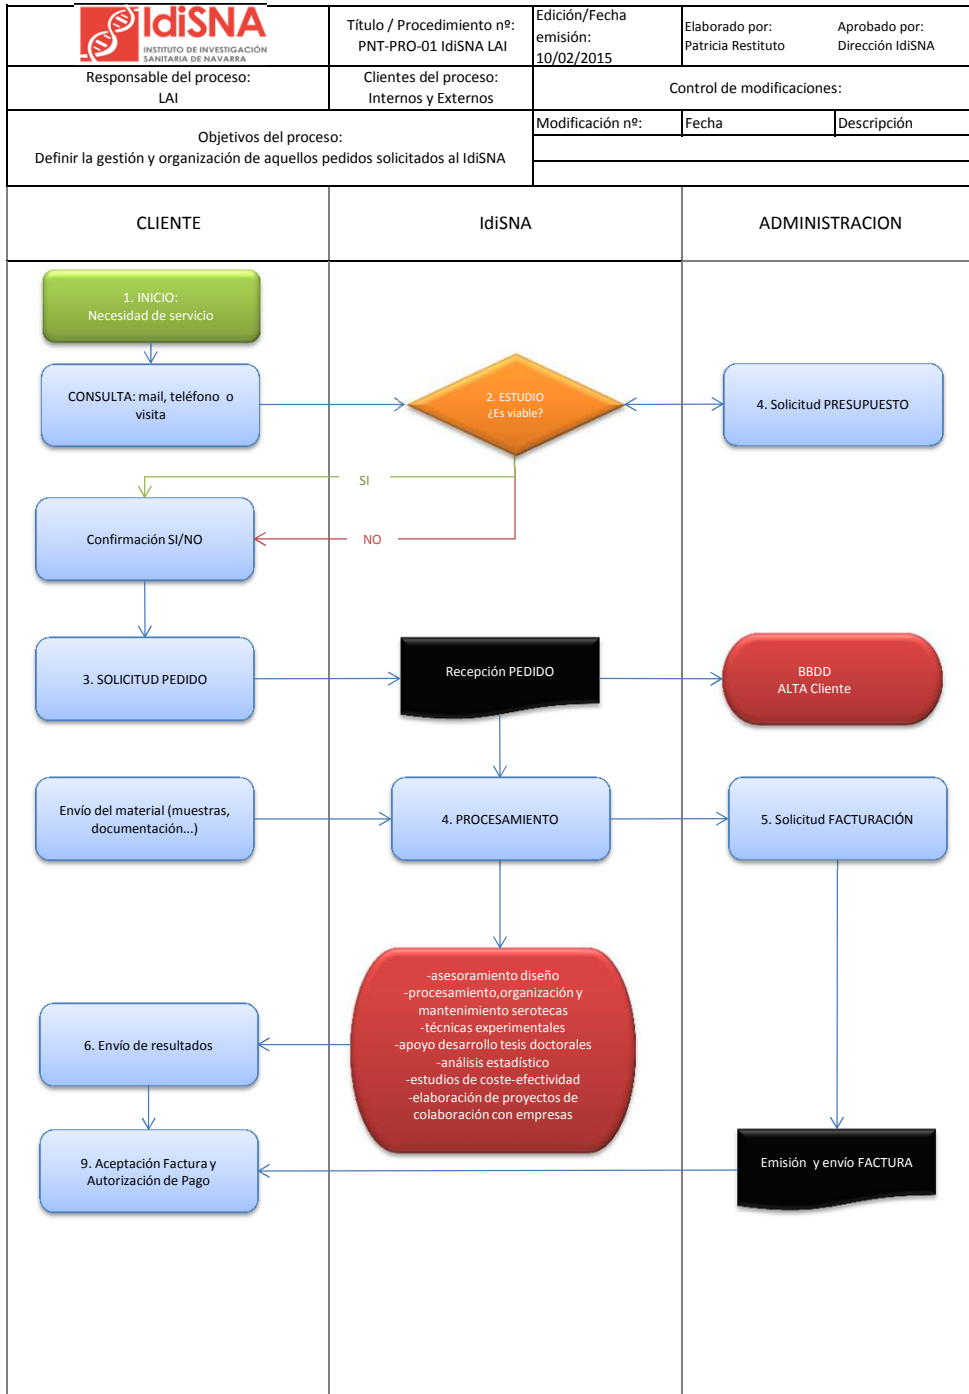 IdiSNA
INSTITUTO DE INVESTIGACIÓN
SANITARIA DE NAVARRA
Título / Procedimiento nº:
PNT-PRO-01 IdiSNA LAI
Edición/Fecha
emisión:
10/02/2015
Elaborado por:
Patricia Restituto
Aprobado por:
Dirección IdiSNA
Responsable del proceso:
LAI
Clientes del proceso:
Internos y Externos
Control de modificaciones:
Objetivos del proceso:
Definir la gestión y organización de aquellos pedidos solicitados al IdiSNA
Modificación nº:
Fecha
Descripción
CLIENTE
IdiSNA
ADMINISTRACION
1. INICIO:
Necesidad de servicio
CONSULTA: mail, teléfono o
visita
2. ESTUDIO
¿Es viable?
4. Solicitud PRESUPUESTO
SI
Confirmación SI/NO
NO
3. SOLICITUD PEDIDO
Recepción PEDIDO
BBDD
ALTA Cliente
Envío del material (muestras,
documentación...)
4. PROCESAMIENTO
5. Solicitud FACTURACIÓN
-asesoramiento diseño
-procesamiento,organización y
mantenimiento serotecas
-técnicas experimentales
-apoyo desarrollo tesis doctorales
-análisis estadístico
-estudios de coste-efectividad
-elaboración de proyectos de
colaboración con empresas
6. Envío de resultados
9. Aceptación Factura y
Autorización de Pago
Emisión y envío FACTURA